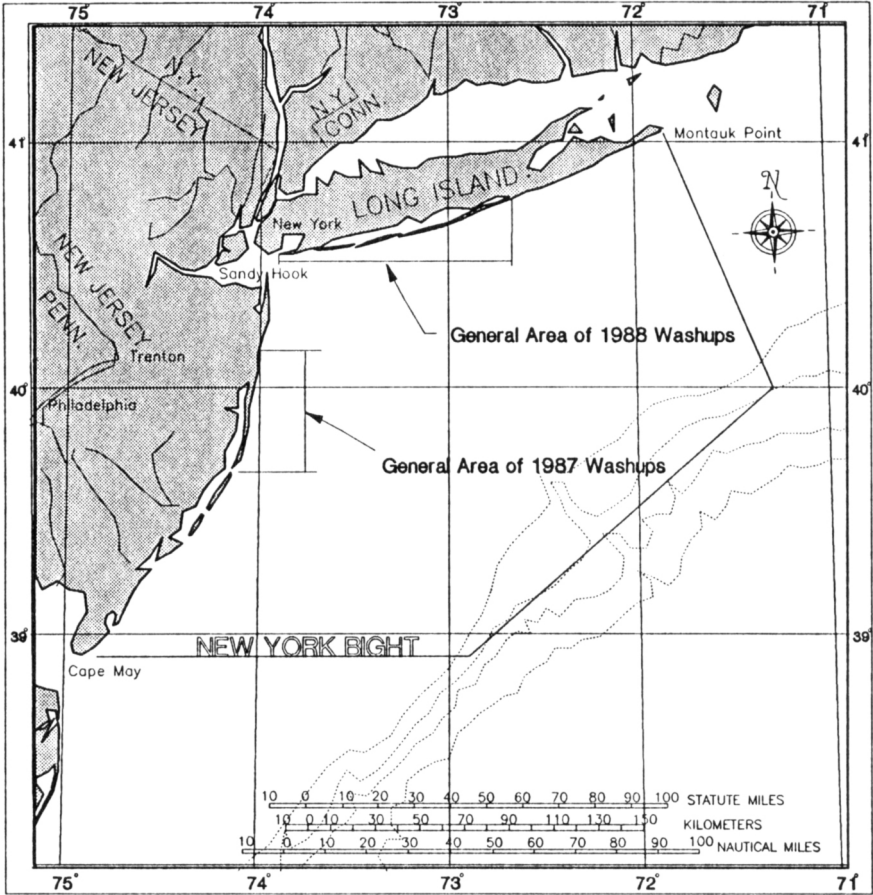 75° 74° 73° 72° 71°
N.Y.
NEW JERSEY
N.Y.
CONN.
41° 41°
Montauk Point
LONG ISLAND
N
New York
Sandy Hook
NEW JERSEY
PENN.
General Area of 1988 Washups
Trenton
40° 40°
Philadelphia
General Area of 1987 Washups
39° 39°
NEW YORK BIGHT
Cape May
10 0 10 20 30 40 50 60 70 80 90 100 STATUTE MILES
10 0 10 30 50 70 90 110 130 150 KILOMETERS
10 0 10 20 30 40 50 60 70 80 90 100 NAUTICAL MILES
75° 74° 73° 72° 71°